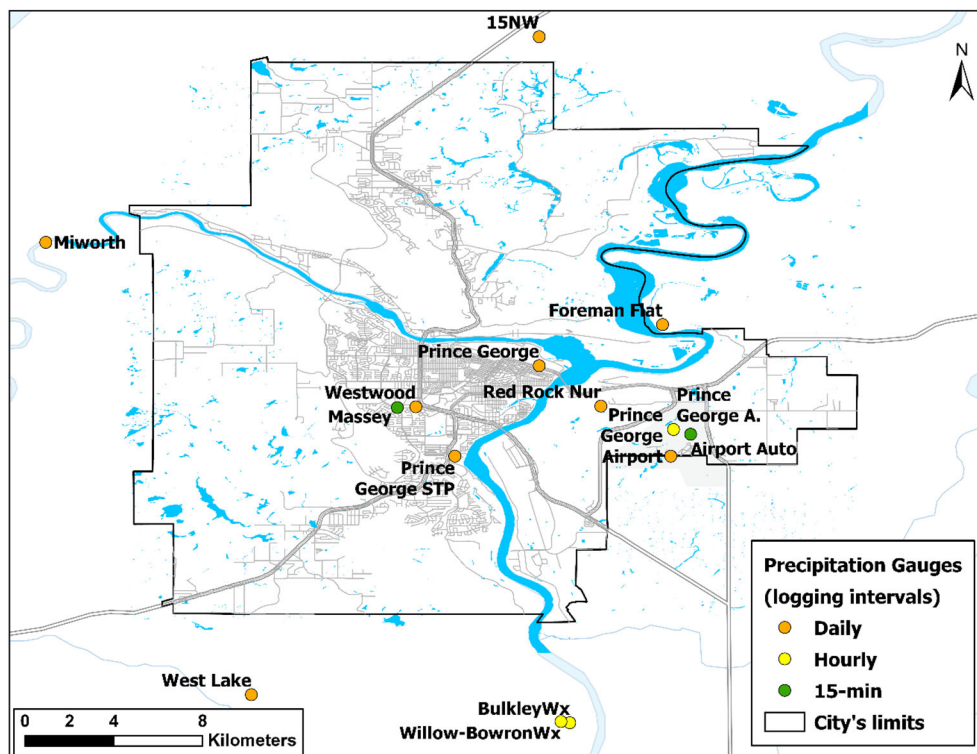 15NW
N
Miworth
Foreman Flat
Prince George
Westwood
Massey
Red Rock Nur
Prince
George A.
Prince
George
Airport
Airport Auto
Prince
George STP
West Lake
BulkleyWx
Willow-BowronWx
0 2 4 8
Kilometers
Precipitation Gauges
(logging intervals)
Daily
Hourly
15-min
City's limits